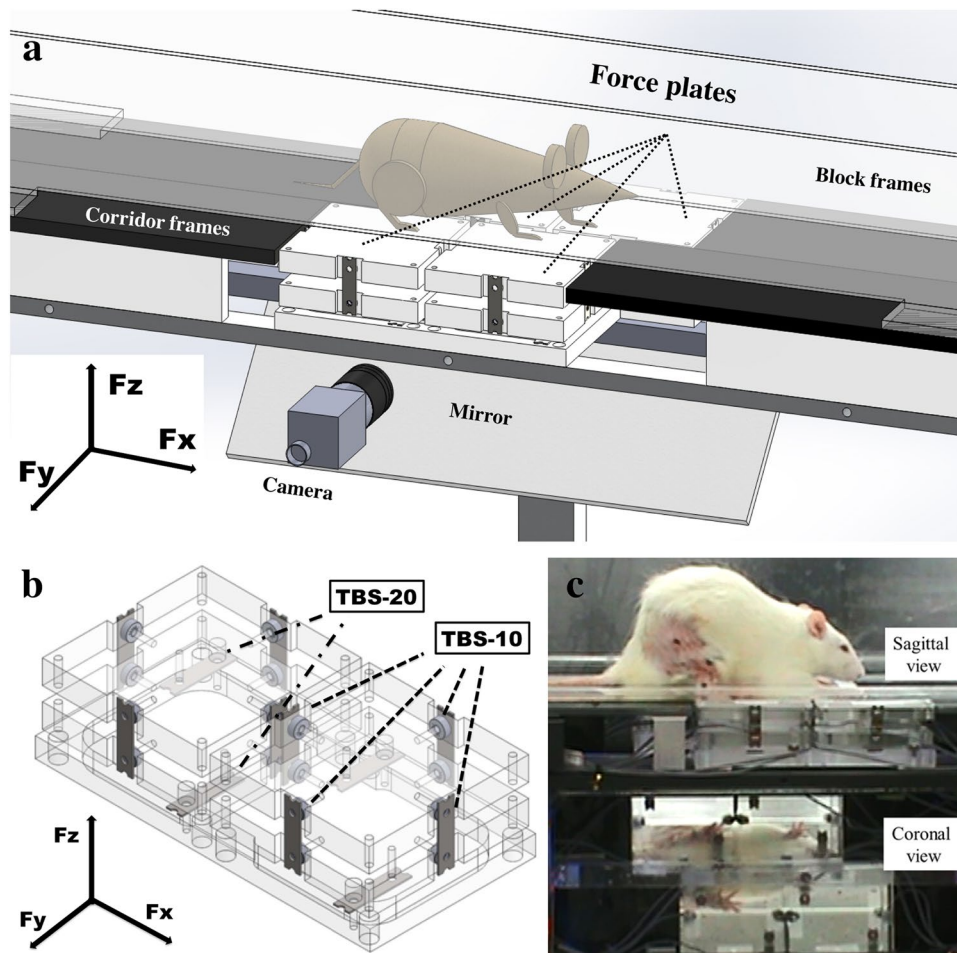 a
Force plates
Block frames
Corridor frames
Mirror
Camera
Fz
Fx
Fy
b
TBS-20
TBS-10
Fz
Fy
Fx
c
Sagittal
view
Coronal
view